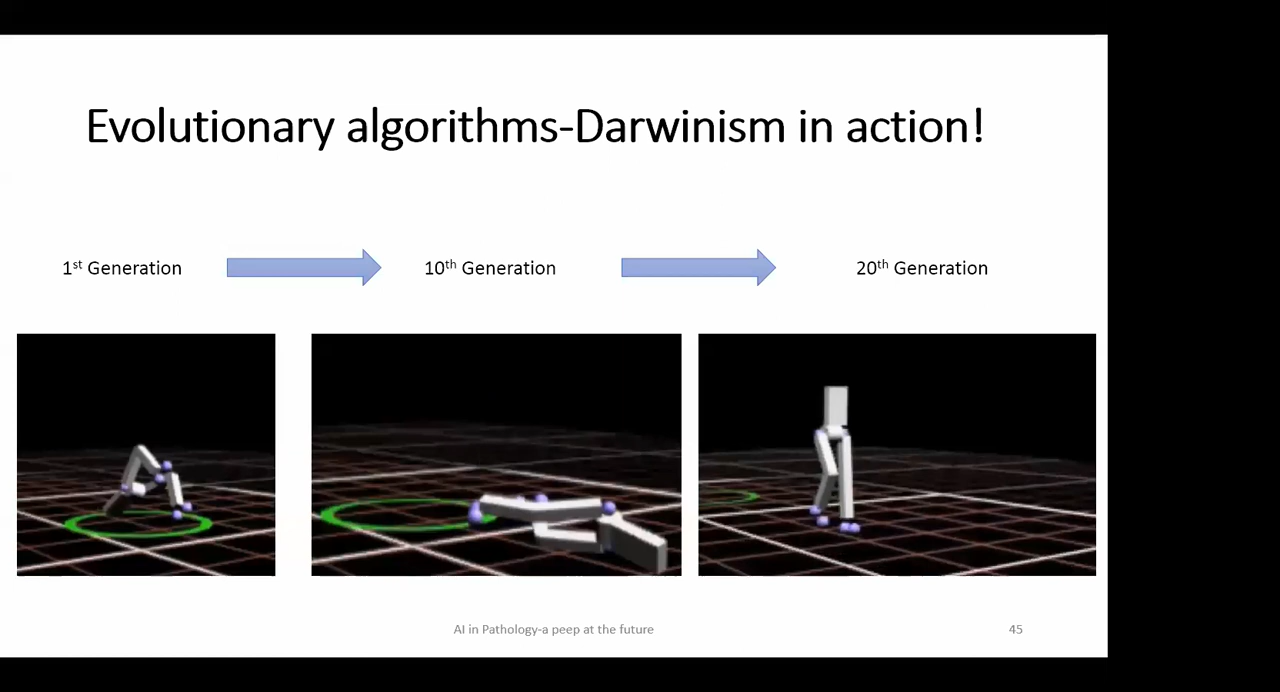 Evolutionary algorithms-Darwinism in action!
1st Generation
10th Generation
20th Generation
AI in Pathology-a peep at the future
45